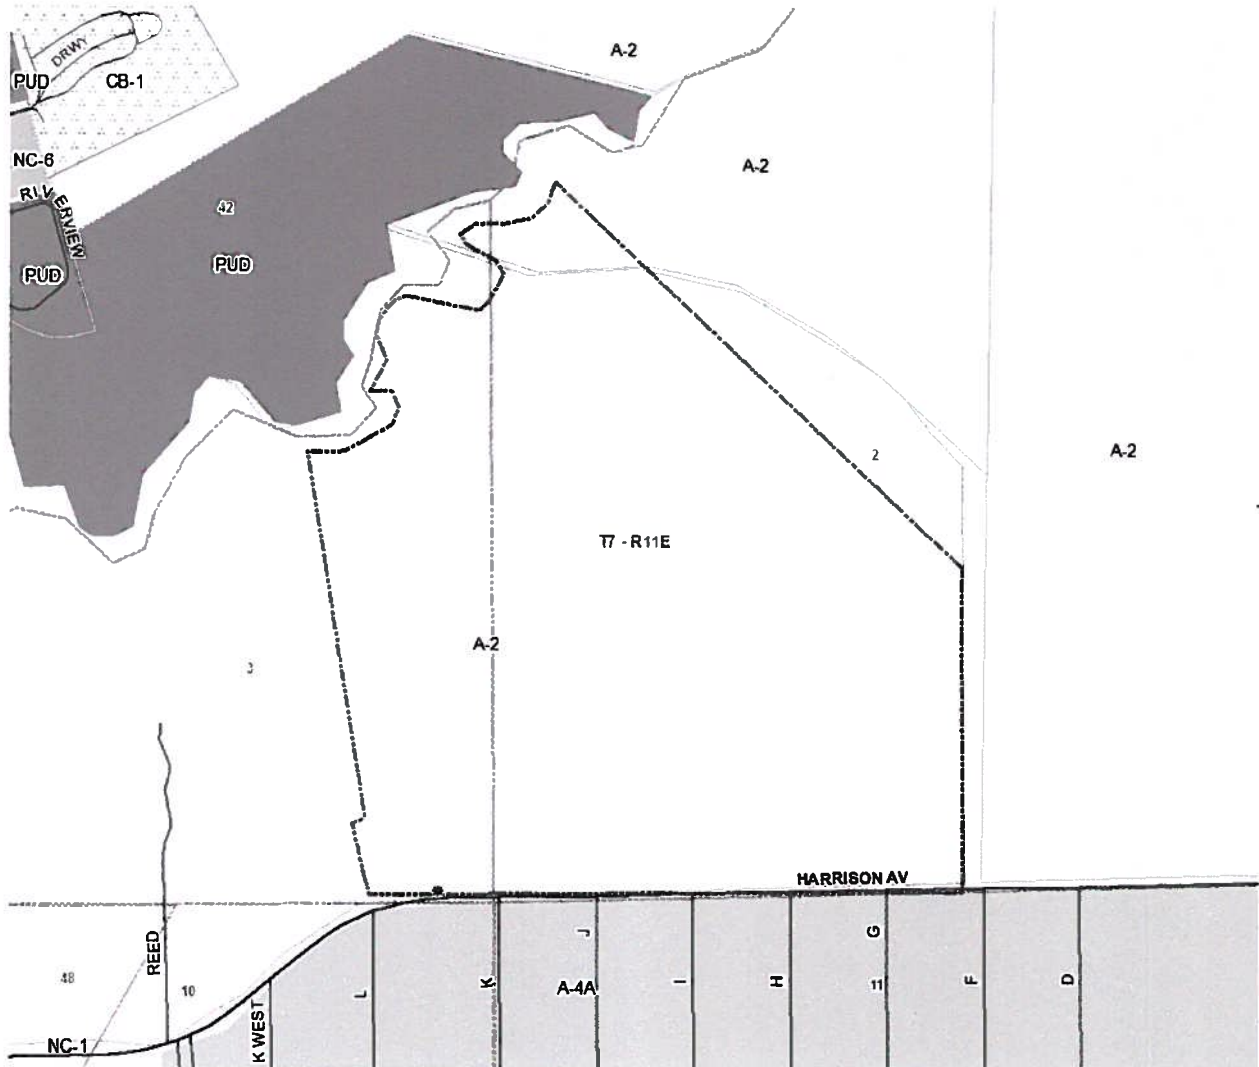 A-2
DRWY
PUD
CB-1
NC-6
A-2
RIVERVIEW
42
PUD
PUD
A-2
2
T7 - R11E
A-2
3
HARRISON AV
REED
J
G
48
10
L
K
A-4A
I
H
11
F
D
K WEST
NC-1